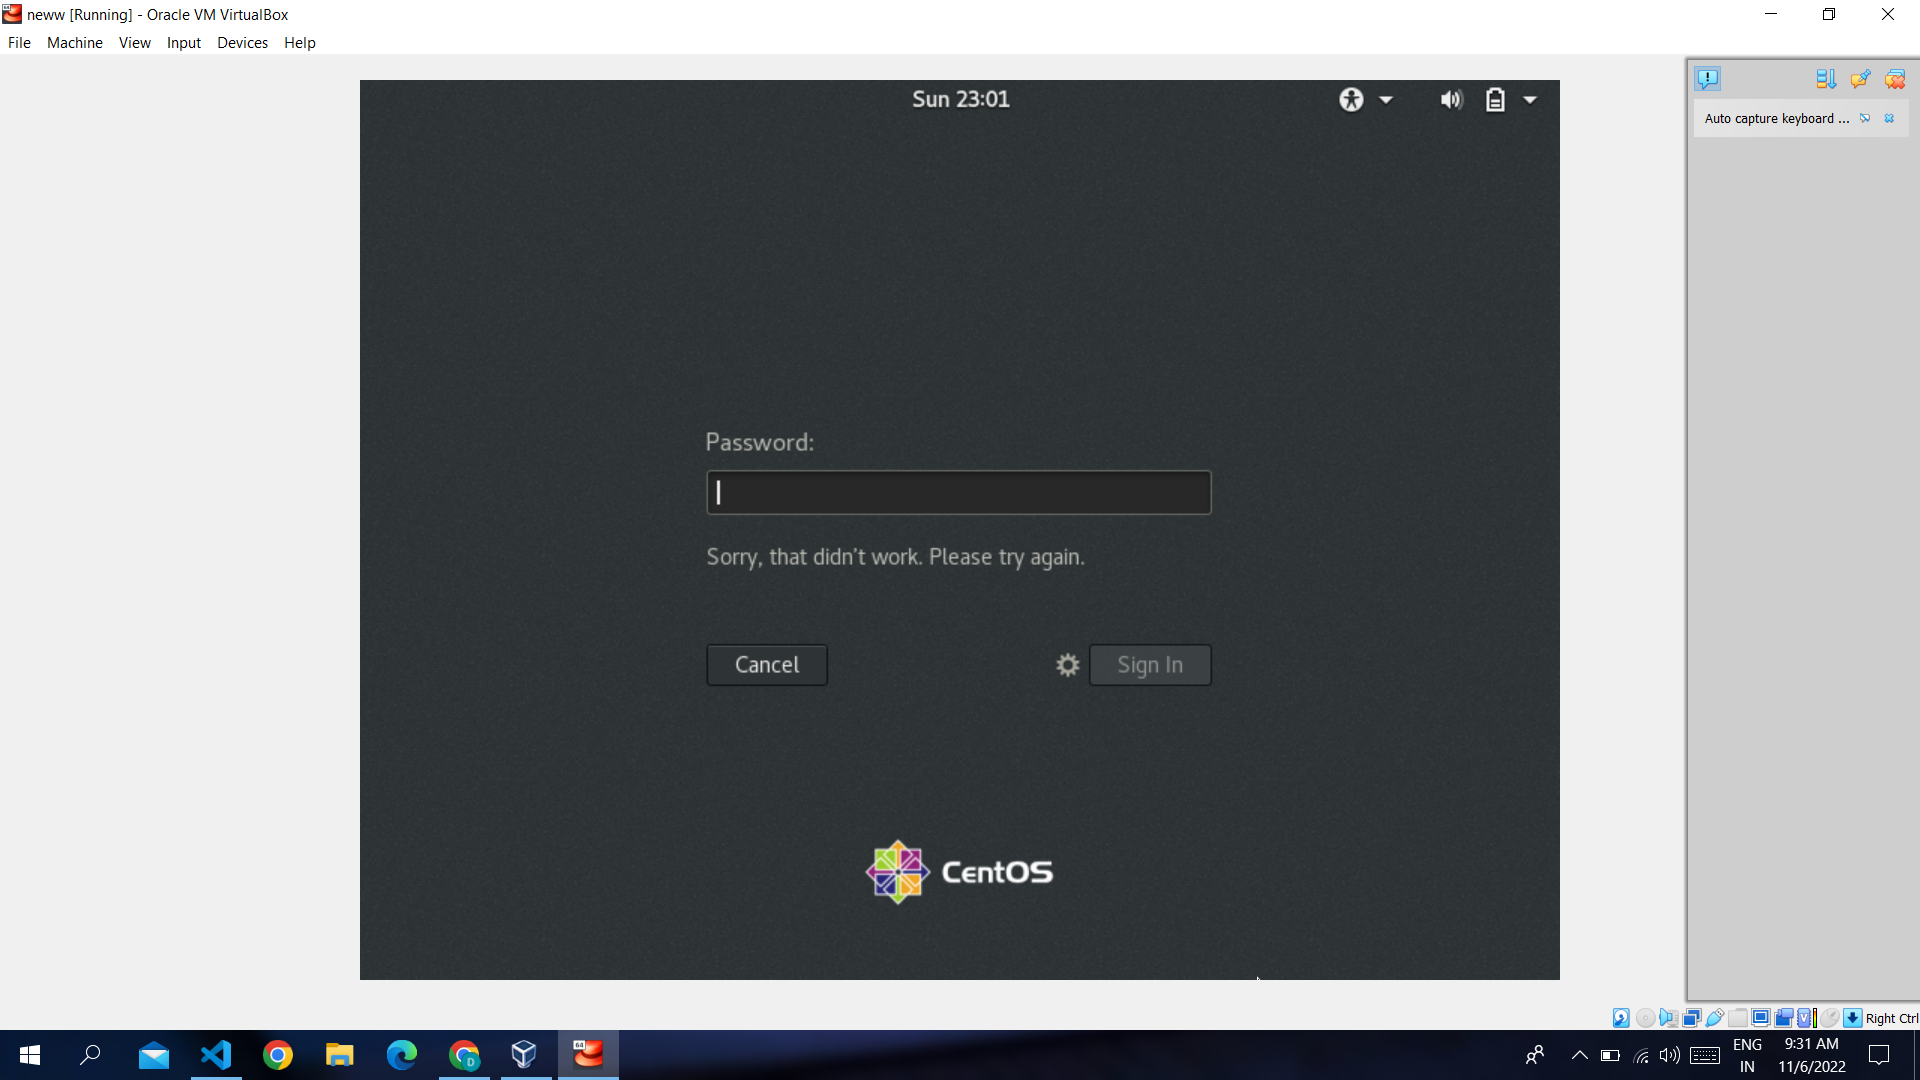 neww [Running] - Oracle VM VirtualBox
File Machine View Input Devices Help
Sun 23:01
Auto capture keyboard ...
Password:
Sorry, that didn't work. Please try again.
Cancel
Sign In
CentOS
Right Ctrl
ENG
IN
9:31 AM
11/6/2022